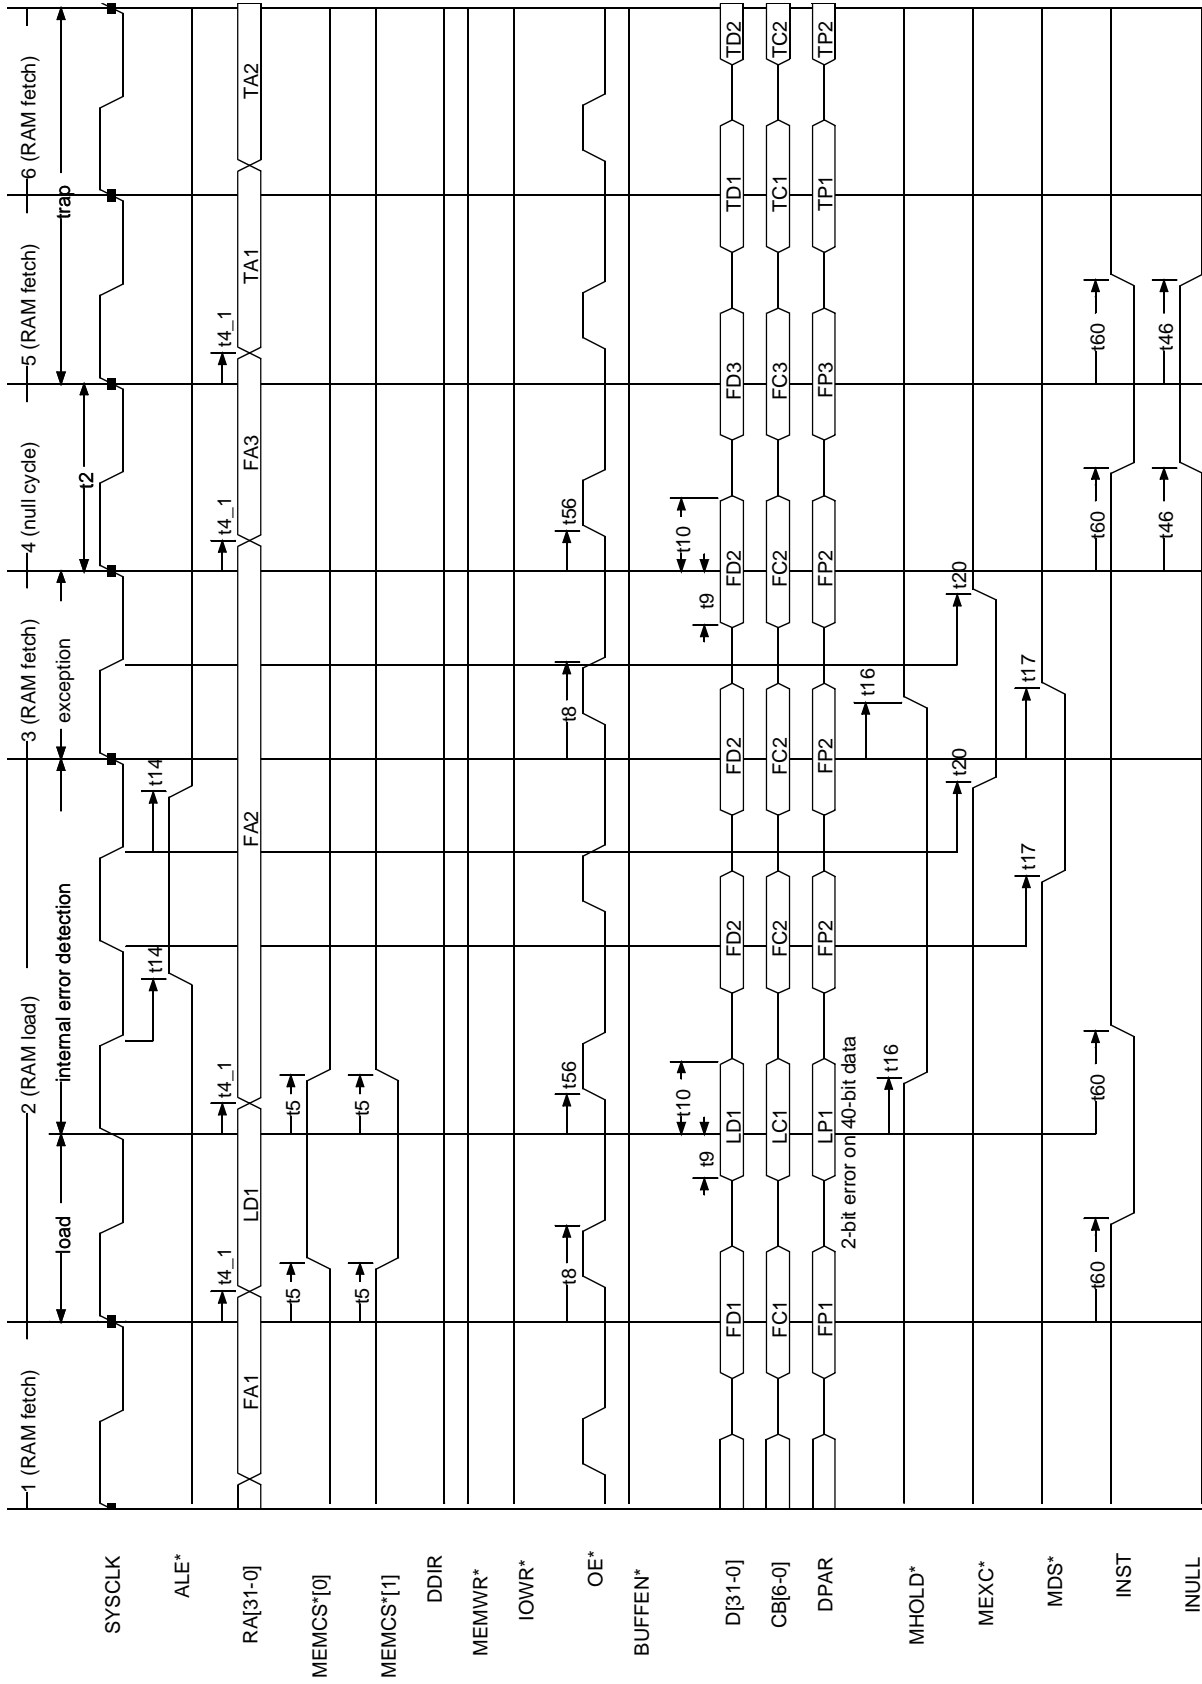 1 (RAM fetch) 2 (RAM load) 3 (RAM fetch) 4 (null cycle) 5 (RAM fetch) 6 (RAM fetch)
load internal error detection exception trap
t2
SYSCLK
t14 t14
ALE*
t4_1 t4_1 t4_1 t4_1
RA[31-0] FA1 LD1 FA2 FA3 TA1 TA2
t5 t5
MEMCS*[0]
t5 t5
MEMCS*[1]
DDIR
MEMWR*
IOWR*
t8 t56 t8 t56
OE*
BUFFEN*
t9 t10 t9 t10
D[31-0] FD1 LD1 FD2 FD2 FD2 FD3 TD1 TD2
CB[6-0] FC1 LC1 FC2 FC2 FC2 FC3 TC1 TC2
DPAR FP1 LP1 FP2 FP2 FP2 FP3 TP1 TP2
2-bit error on 40-bit data
t16 t16
MHOLD*
t20 t20
MEXC*
t17 t17
MDS*
t60 t60 t60 t60
INST
t46 t46
INULL